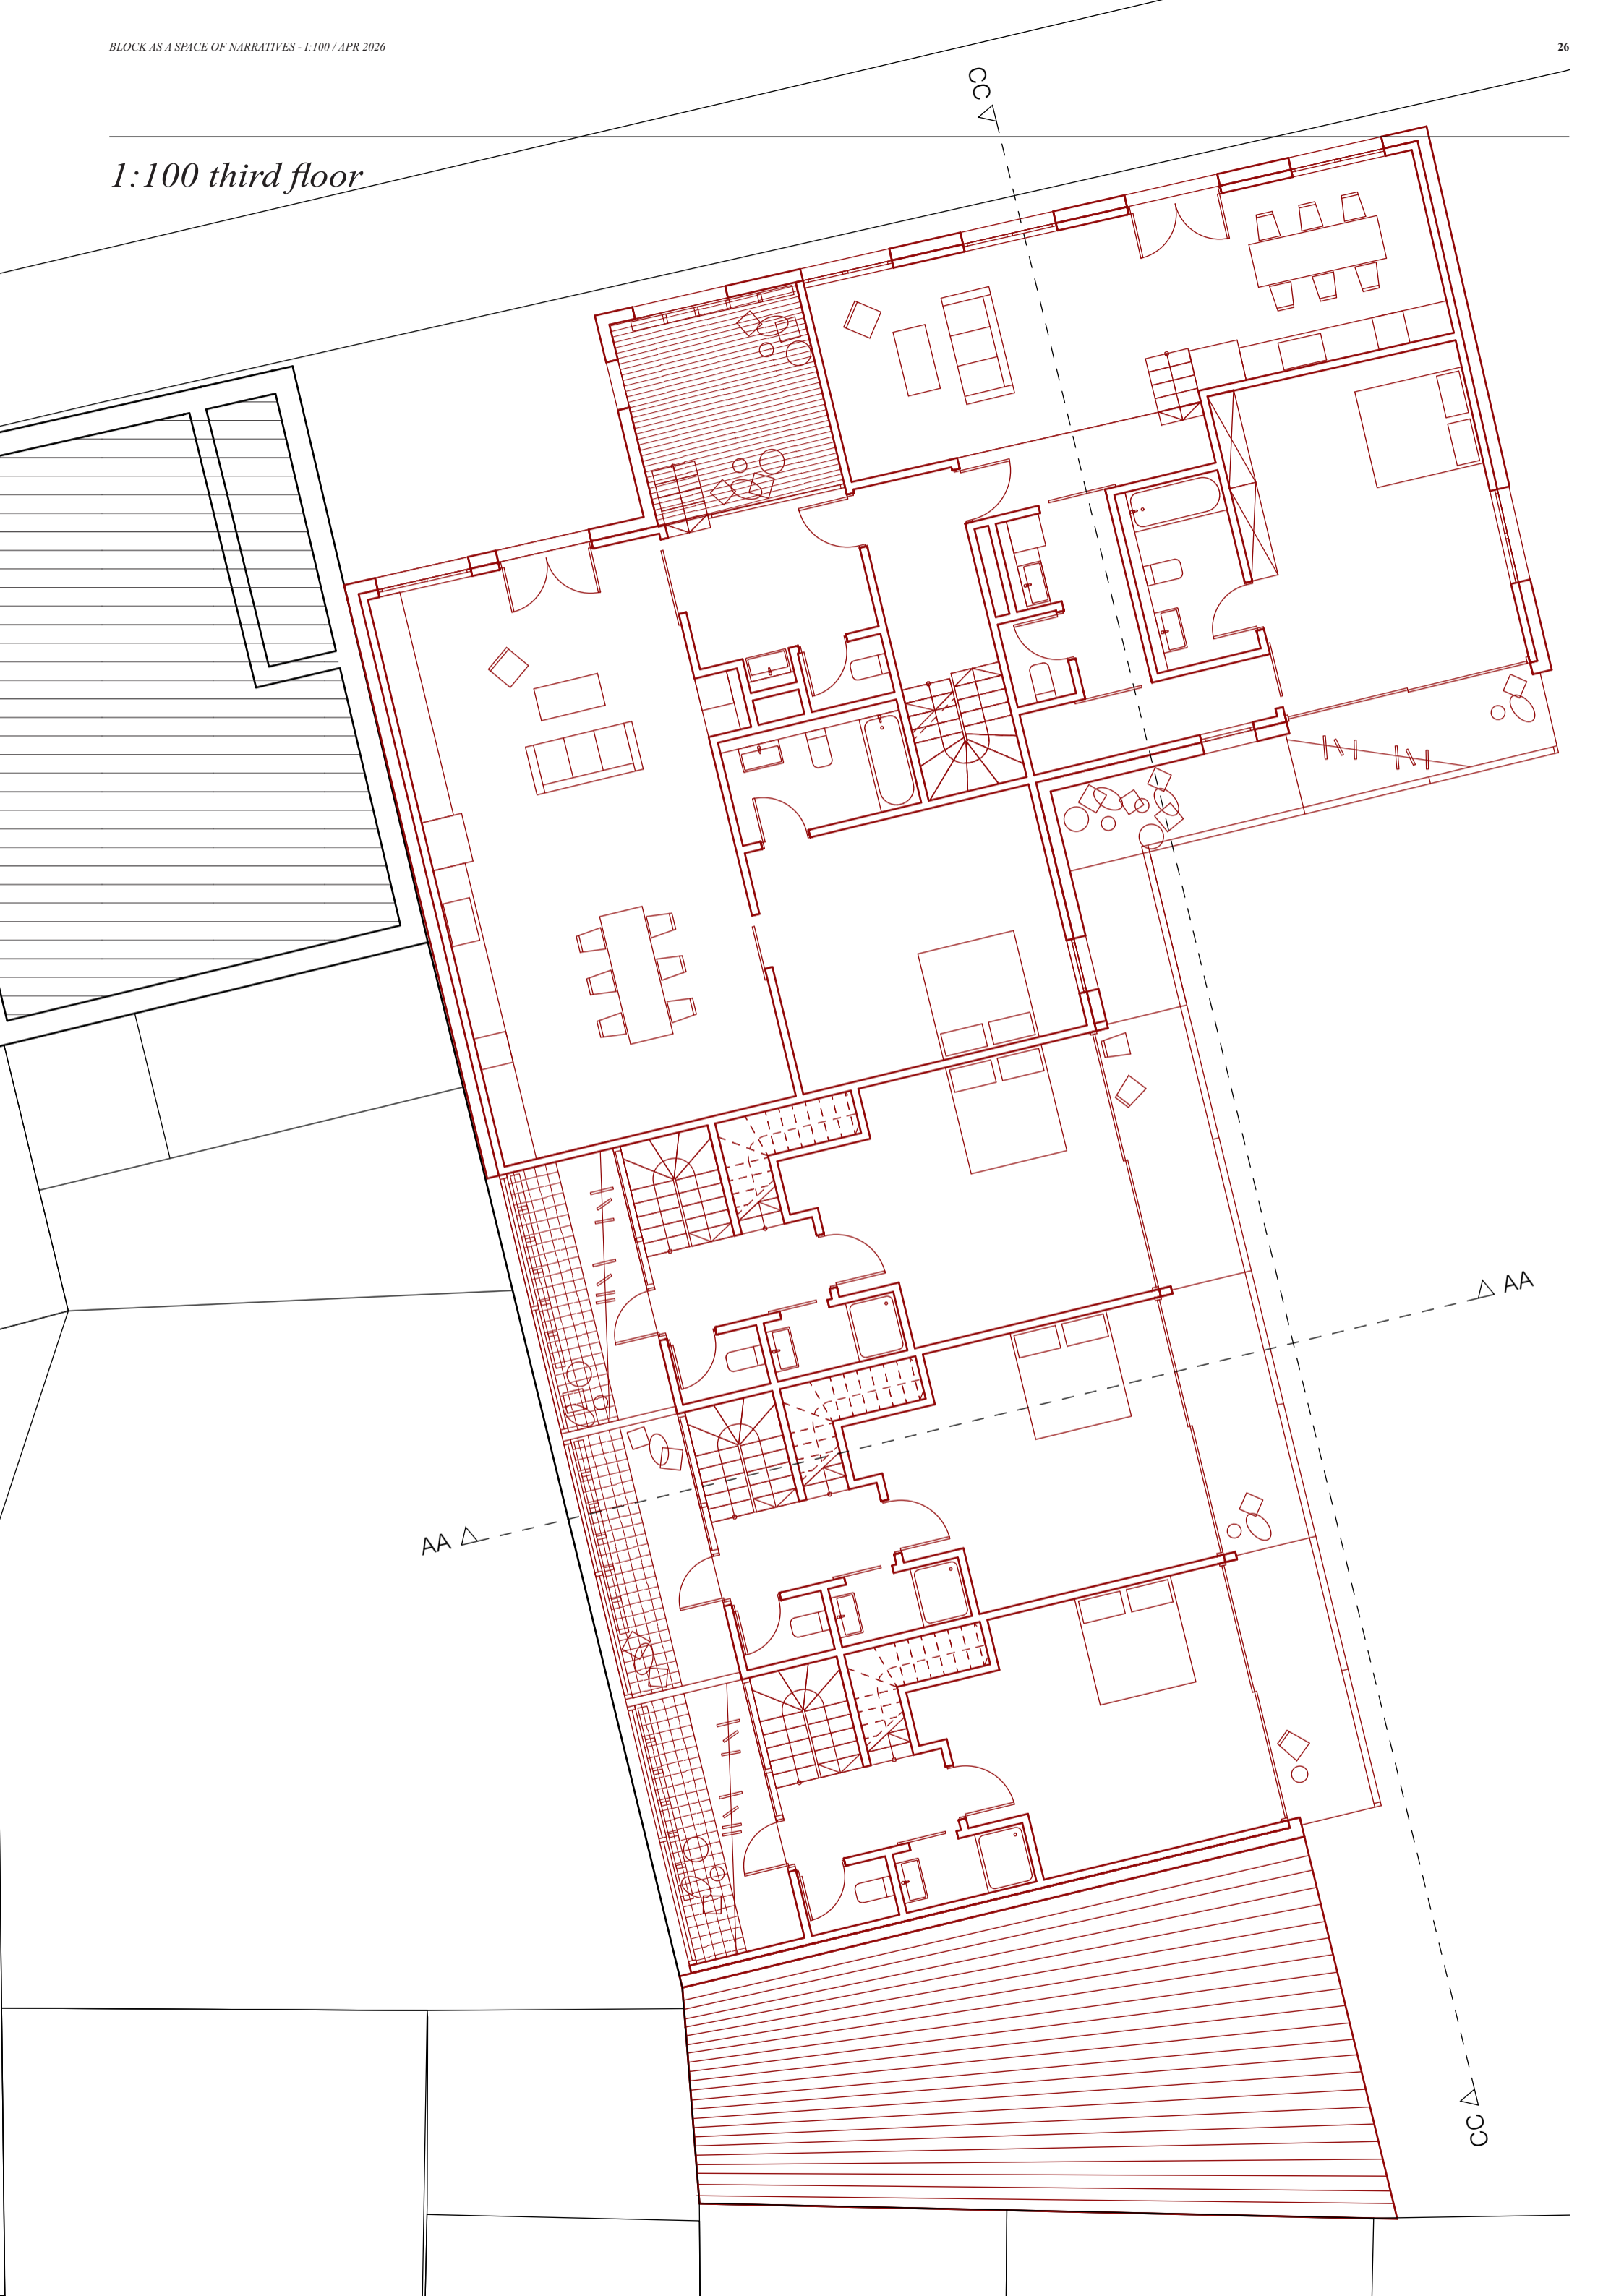 BLOCK AS A SPACE OF NARRATIVES - 1:100 / APR 2026
26
CC
1:100 third floor
AA
AA
CC